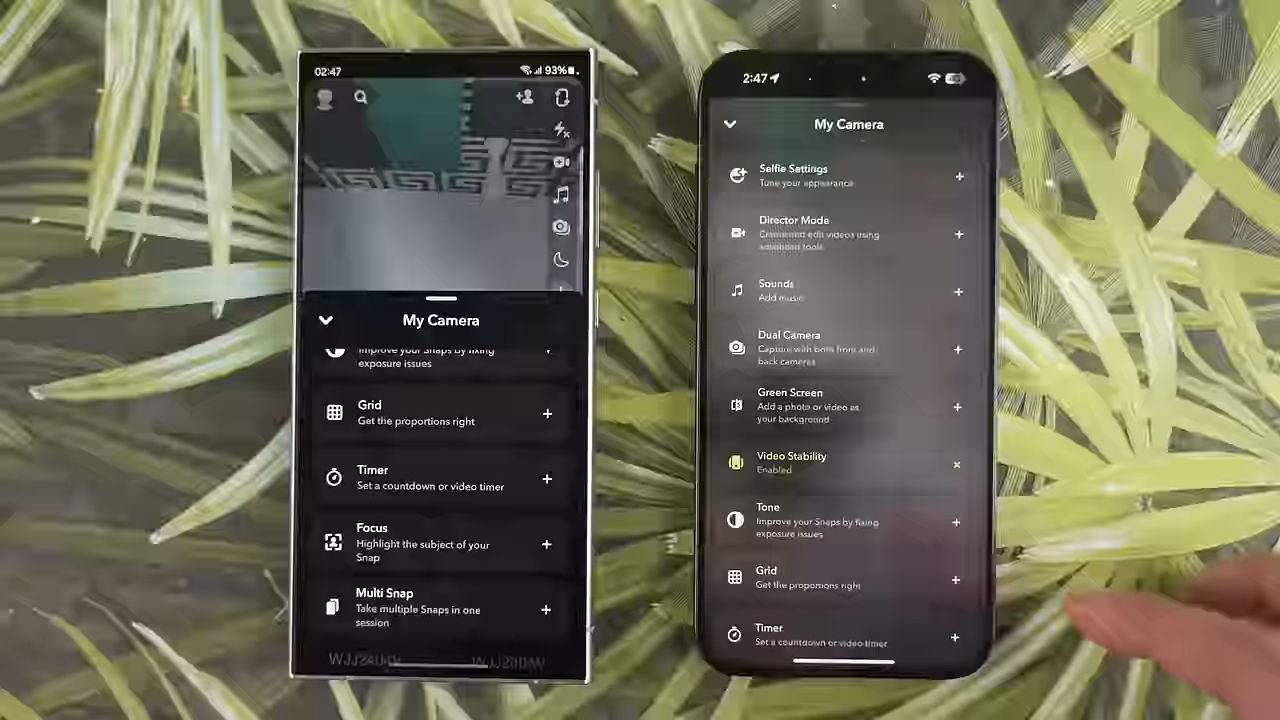 02:47
93%
My Camera
Improve your Snaps by fixing
exposure issues
Grid
Get the proportions right
Timer
Set a countdown or video timer
Focus
Highlight the subject of your
Snap
Multi Snap
Take multiple Snaps in one
session
2:47
My Camera
Selfie Settings
Tune your appearance
Director Mode
Create and edit videos using
advanced tools
Sounds
Add music
Dual Camera
Capture with both front and
back cameras
Green Screen
Add a photo or video as
your background
Video Stability
Enabled
Tone
Improve your Snaps by fixing
exposure issues
Grid
Get the proportions right
Timer
Set a countdown or video timer